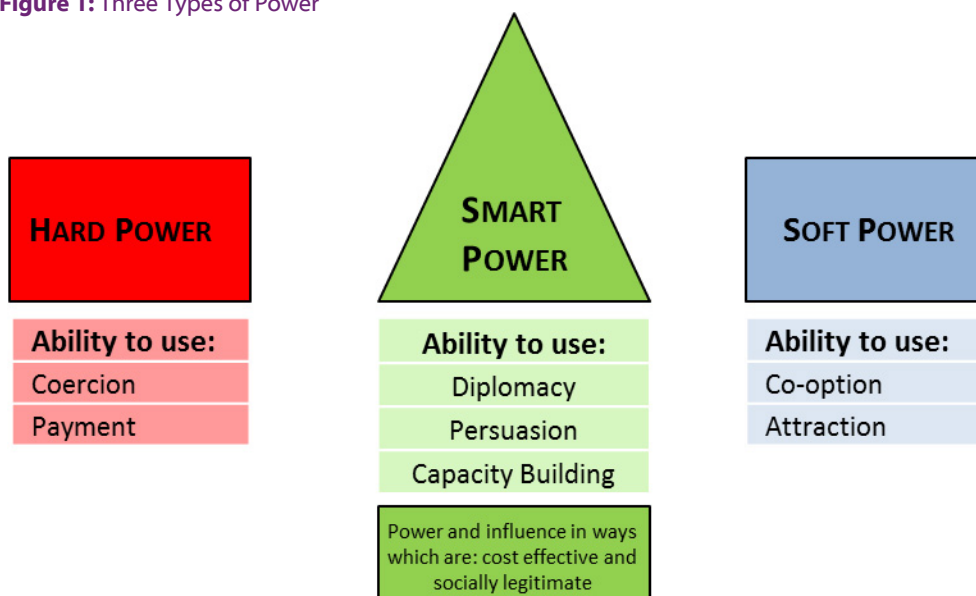 Figure 1: Three Types of Power
HARD POWER
Ability to use:
Coercion
Payment
SMART
POWER
Ability to use:
Diplomacy
Persuasion
Capacity Building
Power and influence in ways
which are: cost effective and
socially legitimate
SOFT POWER
Ability to use:
Co-option
Attraction